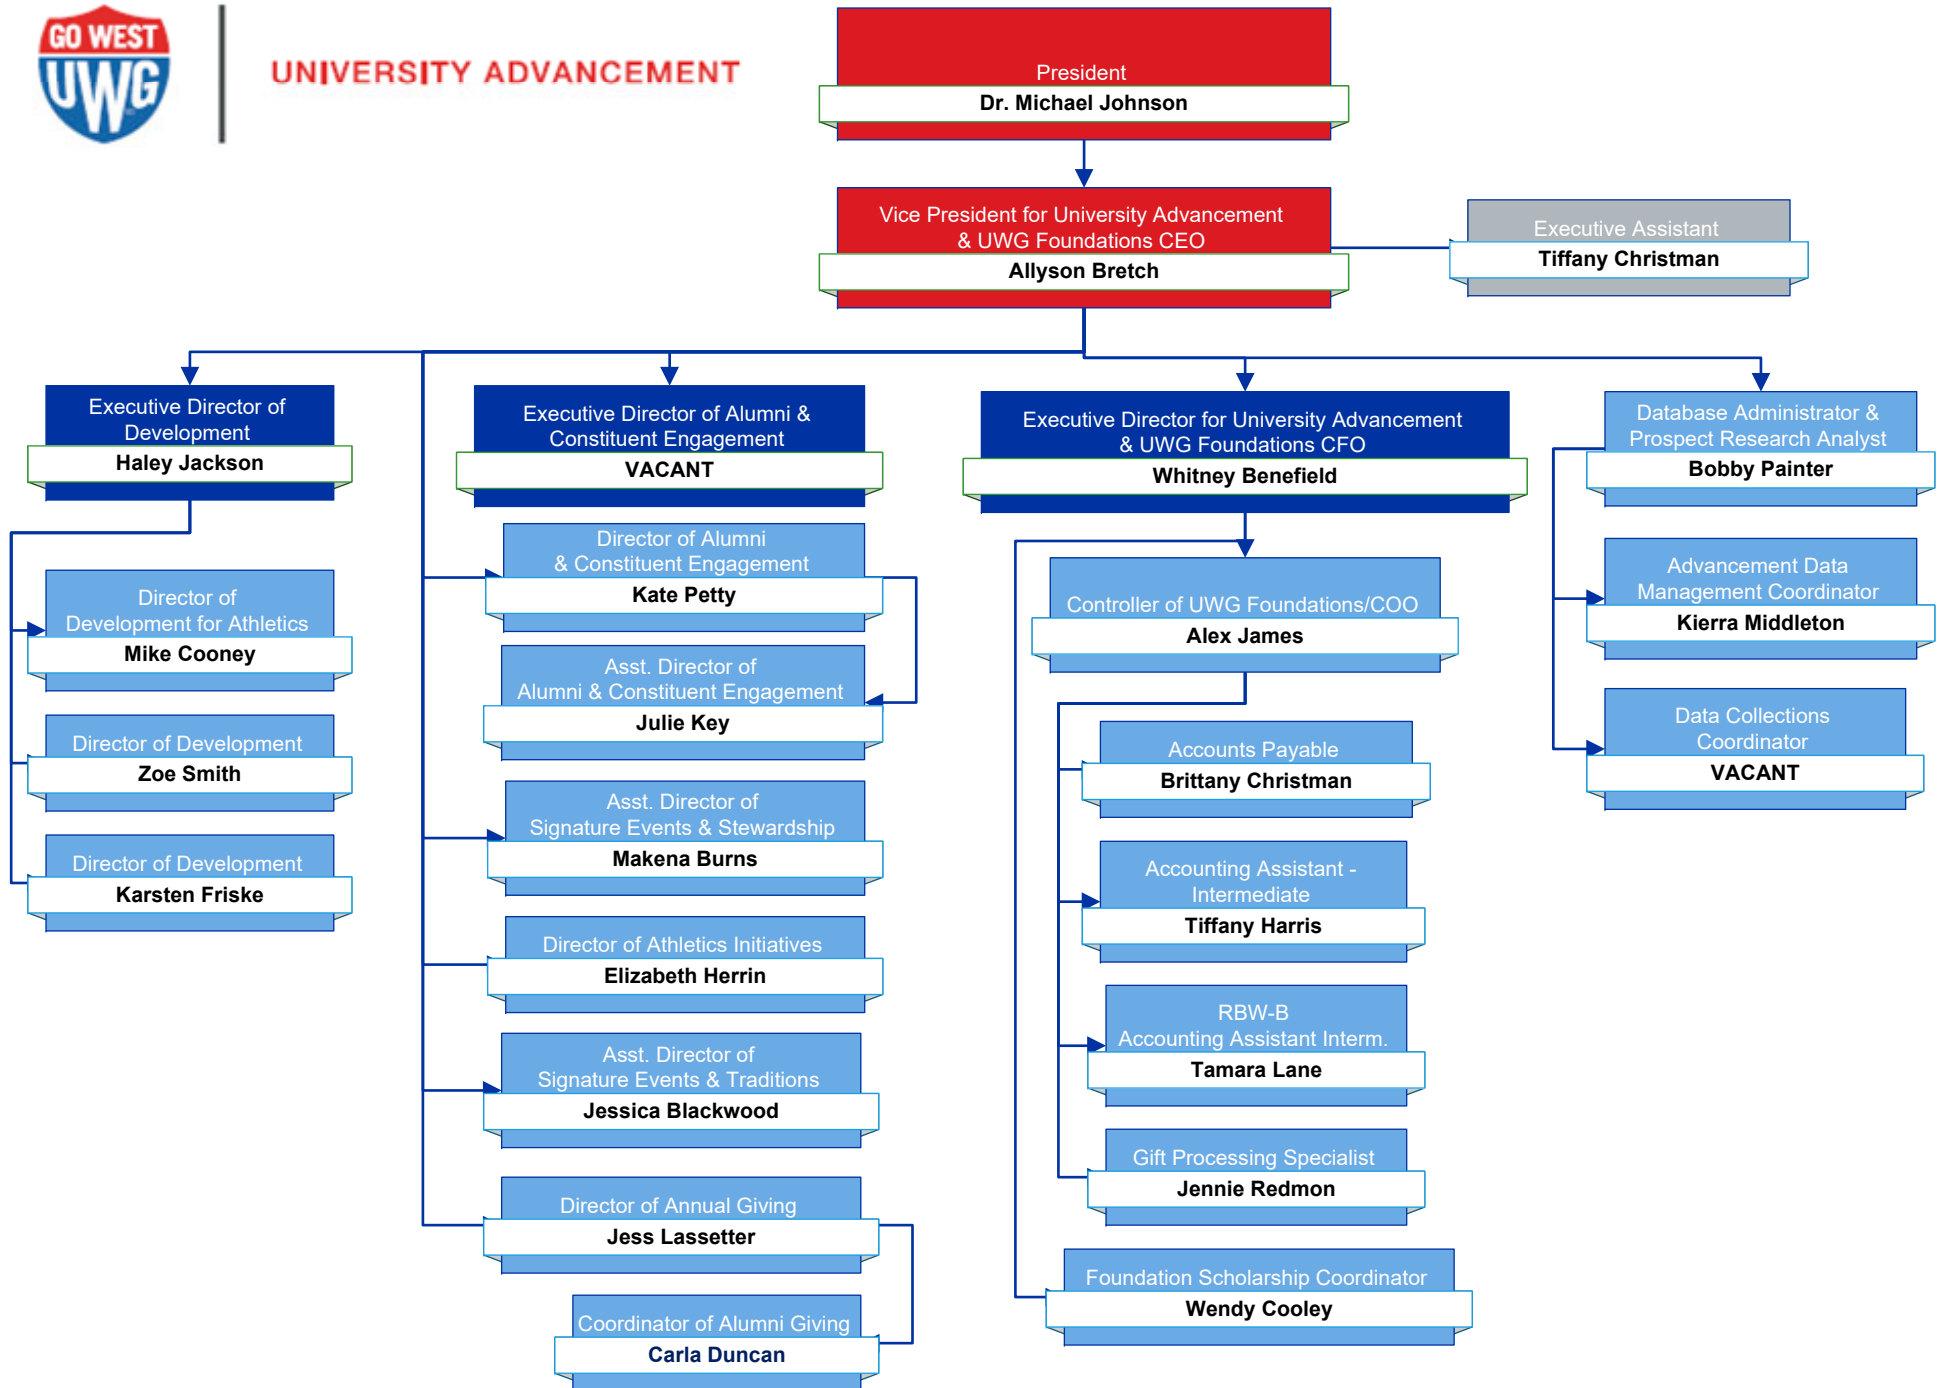 GO WEST
UWG
UNIVERSITY ADVANCEMENT
President
Dr. Michael Johnson
Vice President for University Advancement
& UWG Foundations CEO
Allyson Bretch
Executive Assistant
Tiffany Christman
Executive Director of
Development
Haley Jackson
Director of
Development for Athletics
Mike Cooney
Director of Development
Zoe Smith
Director of Development
Karsten Friske
Executive Director of Alumni &
Constituent Engagement
VACANT
Director of Alumni
& Constituent Engagement
Kate Petty
Asst. Director of
Alumni & Constituent Engagement
Julie Key
Asst. Director of
Signature Events & Stewardship
Makena Burns
Director of Athletics Initiatives
Elizabeth Herrin
Asst. Director of
Signature Events & Traditions
Jessica Blackwood
Director of Annual Giving
Jess Lassetter
Coordinator of Alumni Giving
Carla Duncan
Executive Director for University Advancement
& UWG Foundations CFO
Whitney Benefield
Controller of UWG Foundations/COO
Alex James
Accounts Payable
Brittany Christman
Accounting Assistant -
Intermediate
Tiffany Harris
RBW-B
Accounting Assistant Interm.
Tamara Lane
Gift Processing Specialist
Jennie Redmon
Foundation Scholarship Coordinator
Wendy Cooley
Database Administrator &
Prospect Research Analyst
Bobby Painter
Advancement Data
Management Coordinator
Kierra Middleton
Data Collections
Coordinator
VACANT